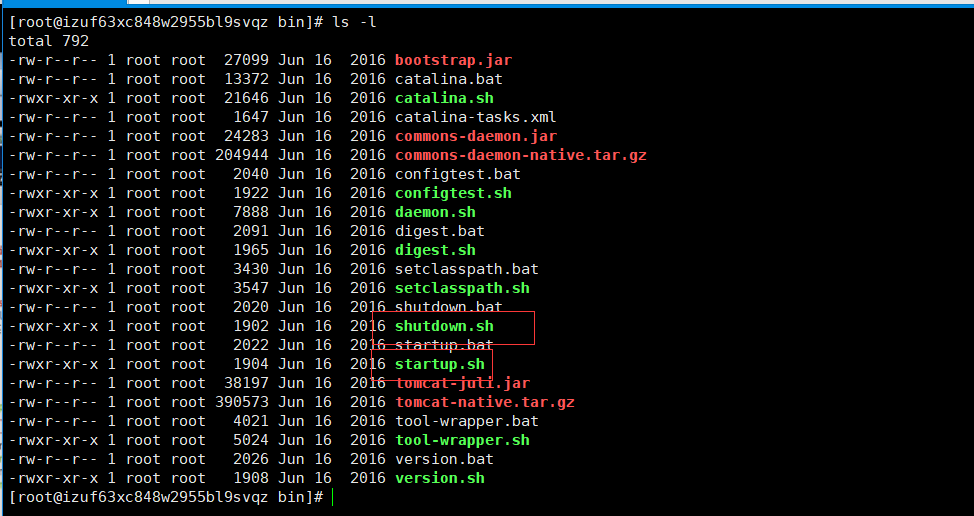 [root@izuf63xc848w2955bl9svqz bin]# ls -l
total 792
-rw-r--r-- 1 root root  27099 Jun 16  2016 bootstrap.jar
-rw-r--r-- 1 root root  13372 Jun 16  2016 catalina.bat
-rwxr-xr-x 1 root root  21646 Jun 16  2016 catalina.sh
-rw-r--r-- 1 root root   1647 Jun 16  2016 catalina-tasks.xml
-rw-r--r-- 1 root root  24283 Jun 16  2016 commons-daemon.jar
-rw-r--r-- 1 root root 204944 Jun 16  2016 commons-daemon-native.tar.gz
-rw-r--r-- 1 root root   2040 Jun 16  2016 configtest.bat
-rwxr-xr-x 1 root root   1922 Jun 16  2016 configtest.sh
-rwxr-xr-x 1 root root   7888 Jun 16  2016 daemon.sh
-rw-r--r-- 1 root root   2091 Jun 16  2016 digest.bat
-rwxr-xr-x 1 root root   1965 Jun 16  2016 digest.sh
-rw-r--r-- 1 root root   3430 Jun 16  2016 setclasspath.bat
-rwxr-xr-x 1 root root   3547 Jun 16  2016 setclasspath.sh
-rw-r--r-- 1 root root   2020 Jun 16  2016 shutdown.bat
-rwxr-xr-x 1 root root   1902 Jun 16  2016 shutdown.sh
-rw-r--r-- 1 root root   2022 Jun 16  2016 startup.bat
-rwxr-xr-x 1 root root   1904 Jun 16  2016 startup.sh
-rw-r--r-- 1 root root  38197 Jun 16  2016 tomcat-juli.jar
-rw-r--r-- 1 root root 390573 Jun 16  2016 tomcat-native.tar.gz
-rw-r--r-- 1 root root   4021 Jun 16  2016 tool-wrapper.bat
-rwxr-xr-x 1 root root   5024 Jun 16  2016 tool-wrapper.sh
-rw-r--r-- 1 root root   2026 Jun 16  2016 version.bat
-rwxr-xr-x 1 root root   1908 Jun 16  2016 version.sh
[root@izuf63xc848w2955bl9svqz bin]#